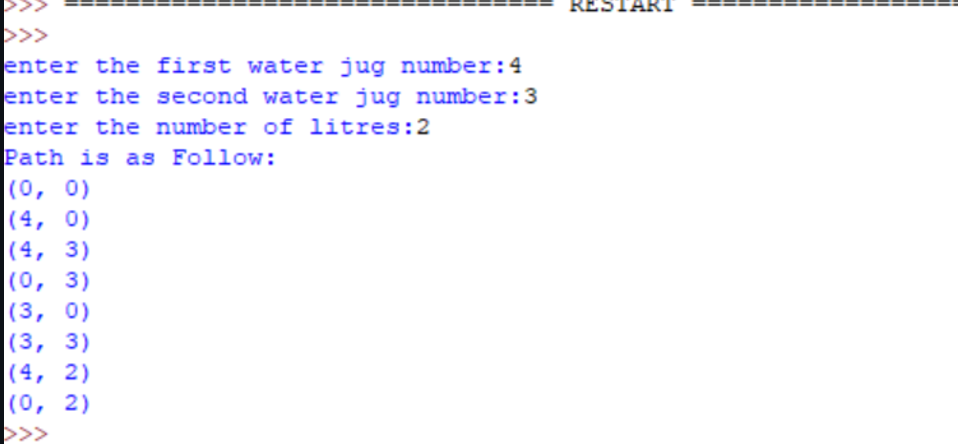 >>> ================================ RESTART ==================
>>>
enter the first water jug number:4
enter the second water jug number:3
enter the number of litres:2
Path is as Follow:
(0, 0)
(4, 0)
(4, 3)
(0, 3)
(3, 0)
(3, 3)
(4, 2)
(0, 2)
>>>